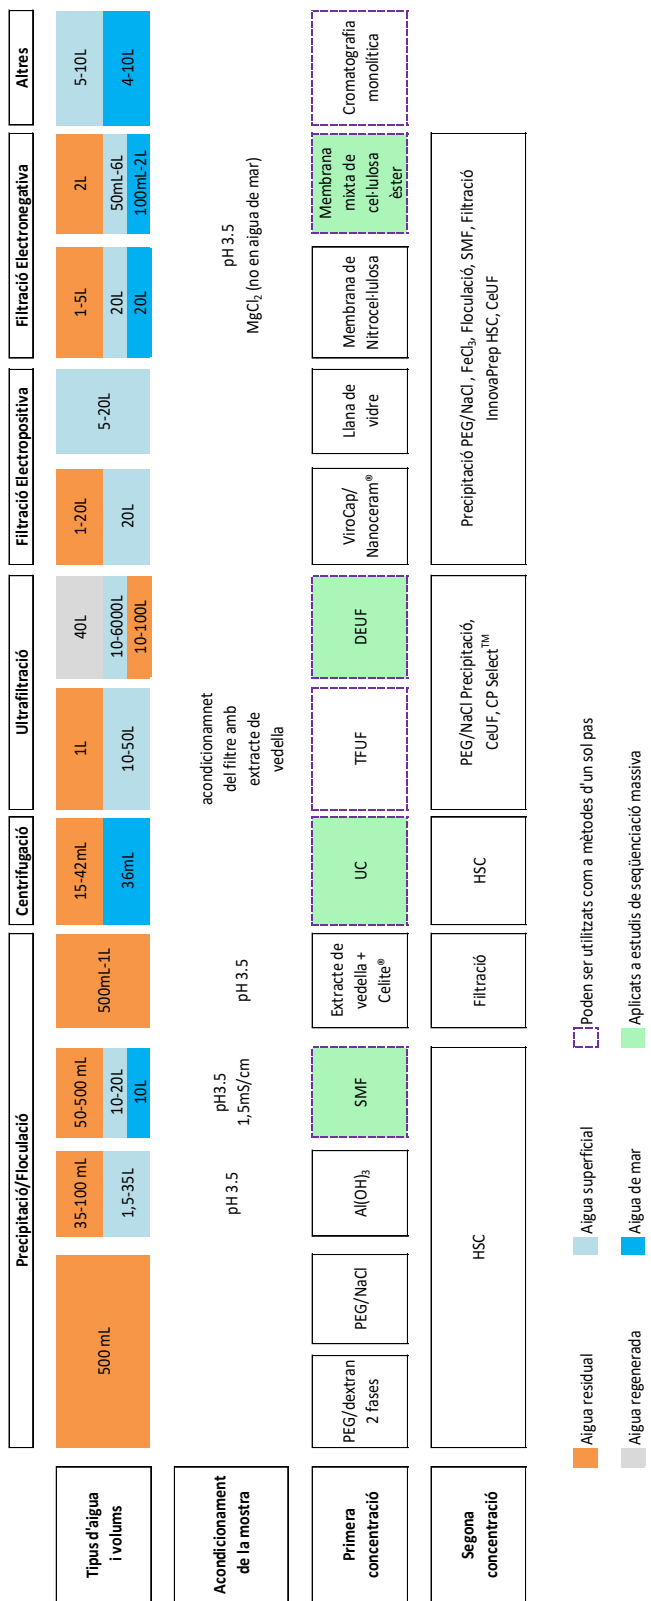 Precipitació/Floculació
Centrifugació
Ultrafiltració
Filtració Electropositiva
Filtració Electronegativa
Altres
Tipus d'aigua
i volums
500 mL
35-100 mL
1,5-35L
50-500 mL
10-20L
10L
500mL-1L
15-42mL
36mL
1L
10-50L
40L
10-6000L
10-100L
1-20L
20L
5-20L
1-5L
20L
20L
2L
50mL-6L
100mL-2L
5-10L
4-10L
Acondicionament
de la mostra
pH 3.5
pH3.5
1,5mS/cm
pH 3.5
acondicionamnet
del filtre amb
extracte de
vedella
pH 3.5
MgCl₂ (no en aigua de mar)
Primera
concentració
PEG/dextran
2 fases
PEG/NaCl
Al(OH)₃
SMF
Extracte de
vedella +
Celite®
UC
TFUF
DEUF
ViroCap/
Nanoceram®
Llana de
vidre
Membrana de
Nitrocel·lulosa
Membrana
mixta de
cel·lulosa
èster
Cromatografia
monolítica
Segona
concentració
HSC
Filtració
HSC
PEG/NaCl Precipitació,
CeUF, CP Select™
Precipitació PEG/NaCl , FeCl₃, Floculació, SMF, Filtració
InnovaPrep HSC, CeUF
Aigua residual
Aigua superficial
Poden ser utilitzats com a mètodes d'un sol pas
Aigua regenerada
Aigua de mar
Aplicats a estudis de seqüenciació massiva